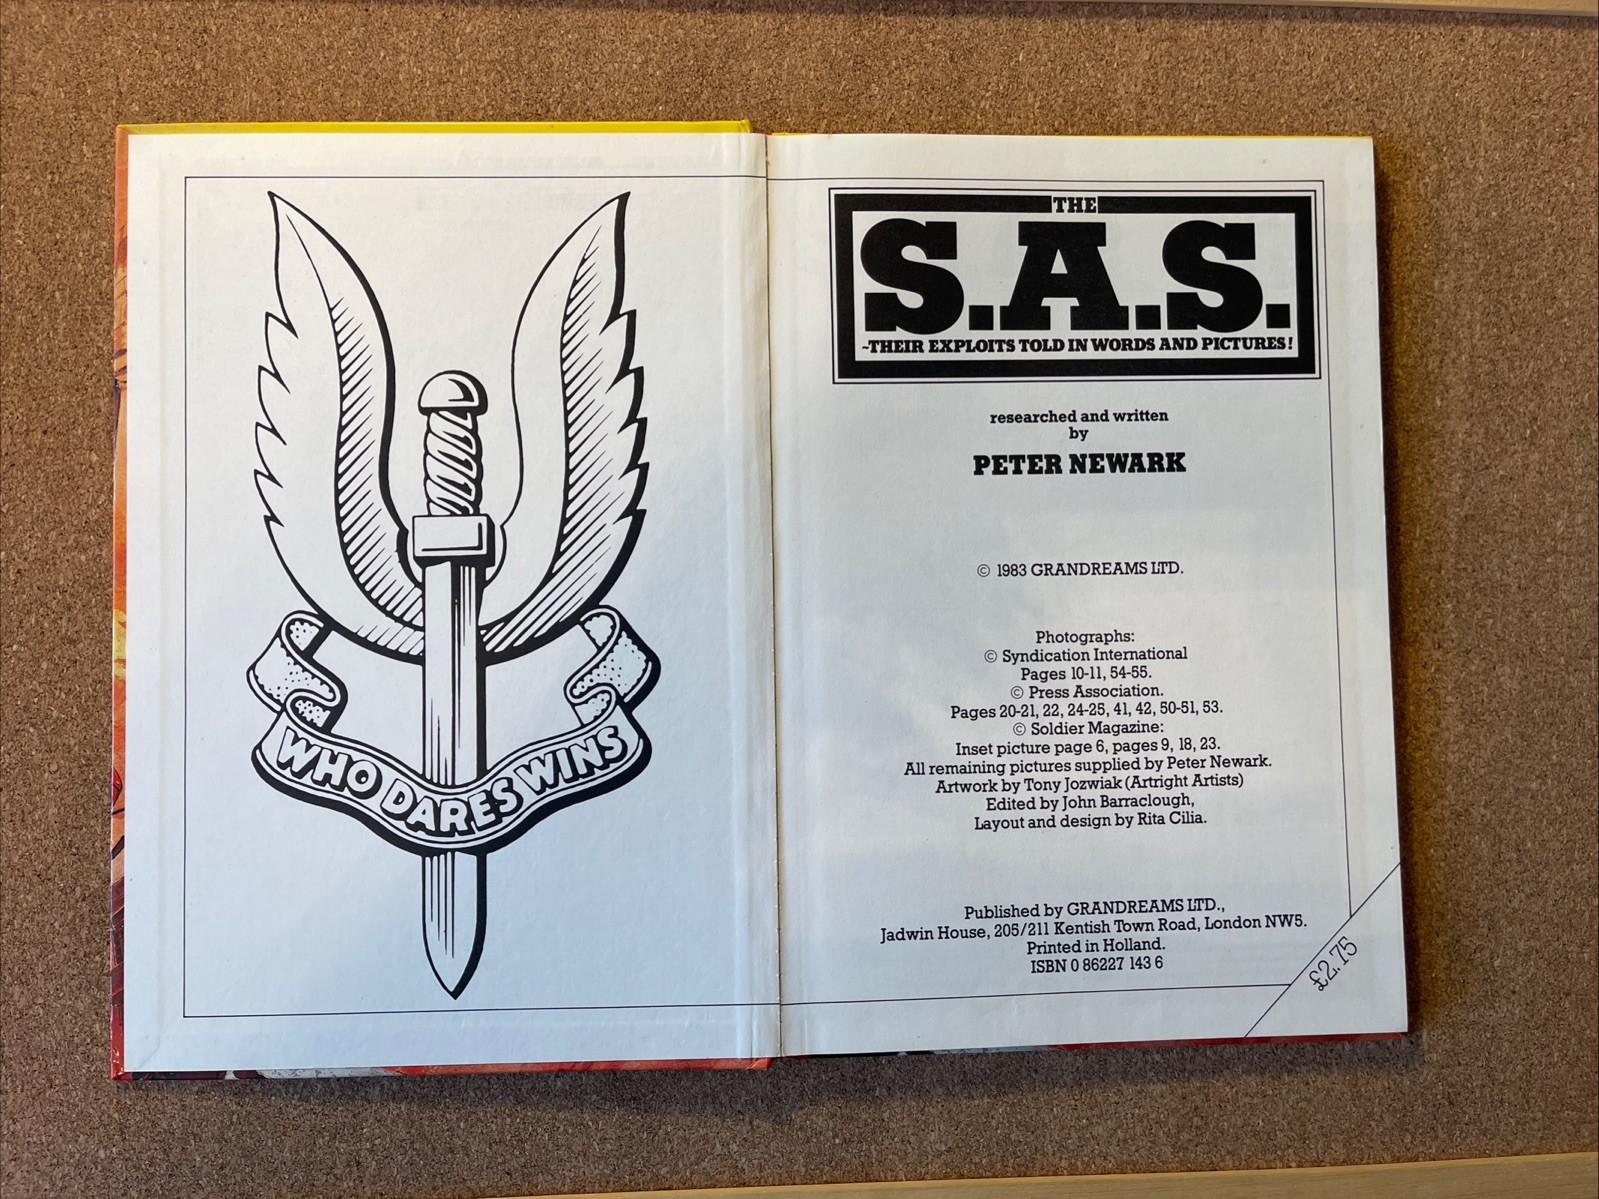 WHO DARES WINS
THE
S.A.S.
~THEIR EXPLOITS TOLD IN WORDS AND PICTURES!
researched and written
by
PETER NEWARK
© 1983 GRANDREAMS LTD.
Photographs:
© Syndication International
Pages 10-11, 54-55.
© Press Association.
Pages 20-21, 22, 24-25, 41, 42, 50-51, 53.
© Soldier Magazine:
Inset picture page 6, pages 9, 18, 23.
All remaining pictures supplied by Peter Newark.
Artwork by Tony Jozwiak (Artright Artists)
Edited by John Barraclough,
Layout and design by Rita Cilia.
Published by GRANDREAMS LTD.,
Jadwin House, 205/211 Kentish Town Road, London NW5.
Printed in Holland.
ISBN 0 86227 143 6
£2.75